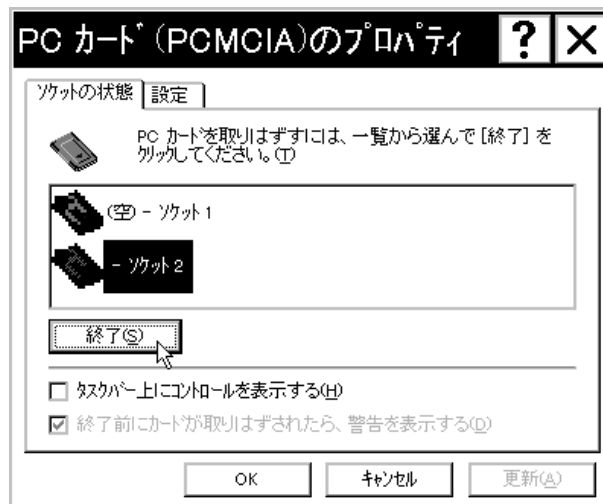 PC カード(PCMCIA)のプロパティ
ソケットの状態 設定
PC カードを取りはずすには、一覧から選んで [終了] を
クリックしてください。(T)
(空) - ソケット 1
- ソケット 2
終了(S)
タスクバー上にコントロールを表示する(H)
終了前にカードが取りはずされたら、警告を表示する(D)
OK キャンセル 更新(A)